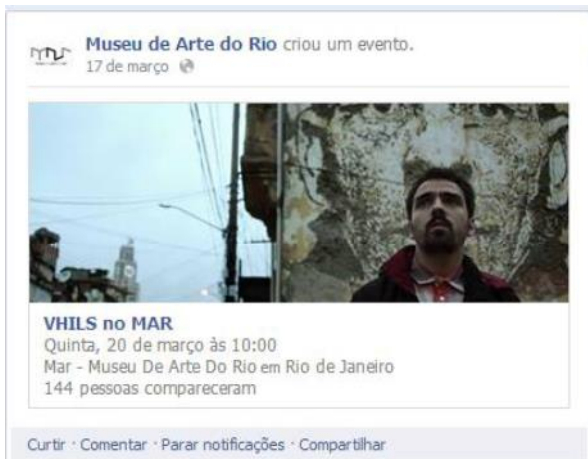 Museu de Arte do Rio criou um evento.
17 de março
VHILS no MAR
Quinta, 20 de março às 10:00
Mar - Museu De Arte Do Rio em Rio de Janeiro
144 pessoas compareceram
Curtir · Comentar · Parar notificações · Compartilhar